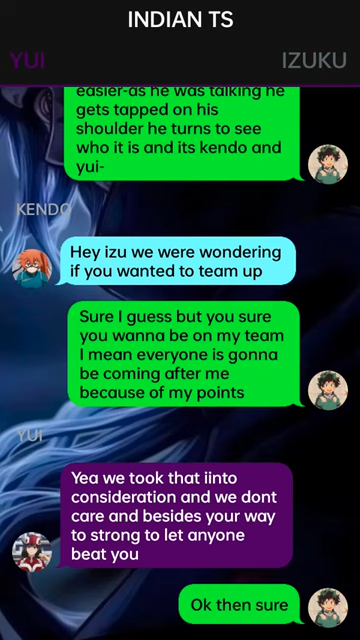 INDIAN TS
YUI
IZUKU
easier-as he was talking he
gets tapped on his
shoulder he turns to see
who it is and its kendo and
yui-
KENDO
Hey izu we were wondering
if you wanted to team up
Sure I guess but you sure
you wanna be on my team
I mean everyone is gonna
be coming after me
because of my points
YUI
Yea we took that iinto
consideration and we dont
care and besides your way
to strong to let anyone
beat you
Ok then sure